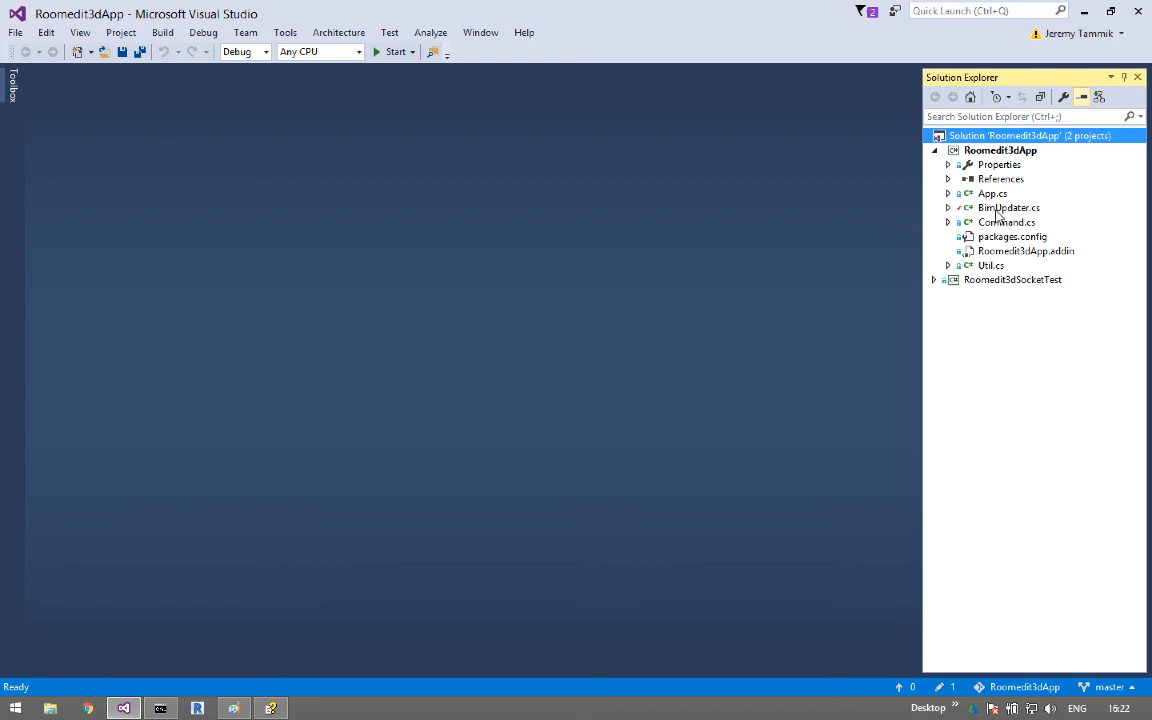 Roomedit3dApp - Microsoft Visual Studio
2
Quick Launch (Ctrl+Q)
File Edit View Project Build Debug Team Tools Architecture Test Analyze Window Help
Jeremy Tammik
Debug Any CPU Start
Toolbox
Solution Explorer
Search Solution Explorer (Ctrl+;)
Solution 'Roomedit3dApp' (2 projects)
Roomedit3dApp
Properties
References
App.cs
BimUpdater.cs
Command.cs
packages.config
Roomedit3dApp.addin
Util.cs
Roomedit3dSocketTest
Ready
0 1 Roomedit3dApp master
Desktop » ENG 16:22